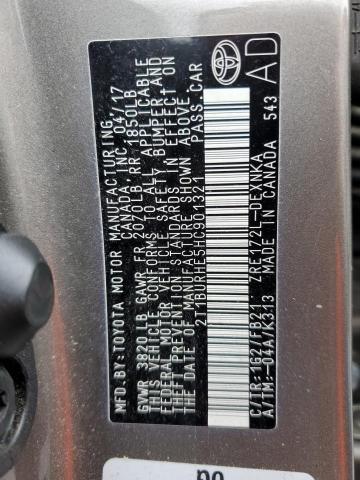 MFD. BY: TOYOTA MOTOR MANUFACTURING
CANADA, INC. 04/17
GVWR 3820LB GAWR FR 2070LB, RR 1850LB
THIS VEHICLE CONFORMS TO ALL APPLICABLE
FEDERAL MOTOR VEHICLE SAFETY, BUMPER, AND
THEFT PREVENTION STANDARDS IN EFFECT ON
THE DATE OF MANUFACTURE SHOWN ABOVE.
2T1BURHE5HC901321 PASS. CAR
C/TR:1G2/FB21 ZRE172L-DEXNKA
A/TM:-04A/K313 MADE IN CANADA 543
AD